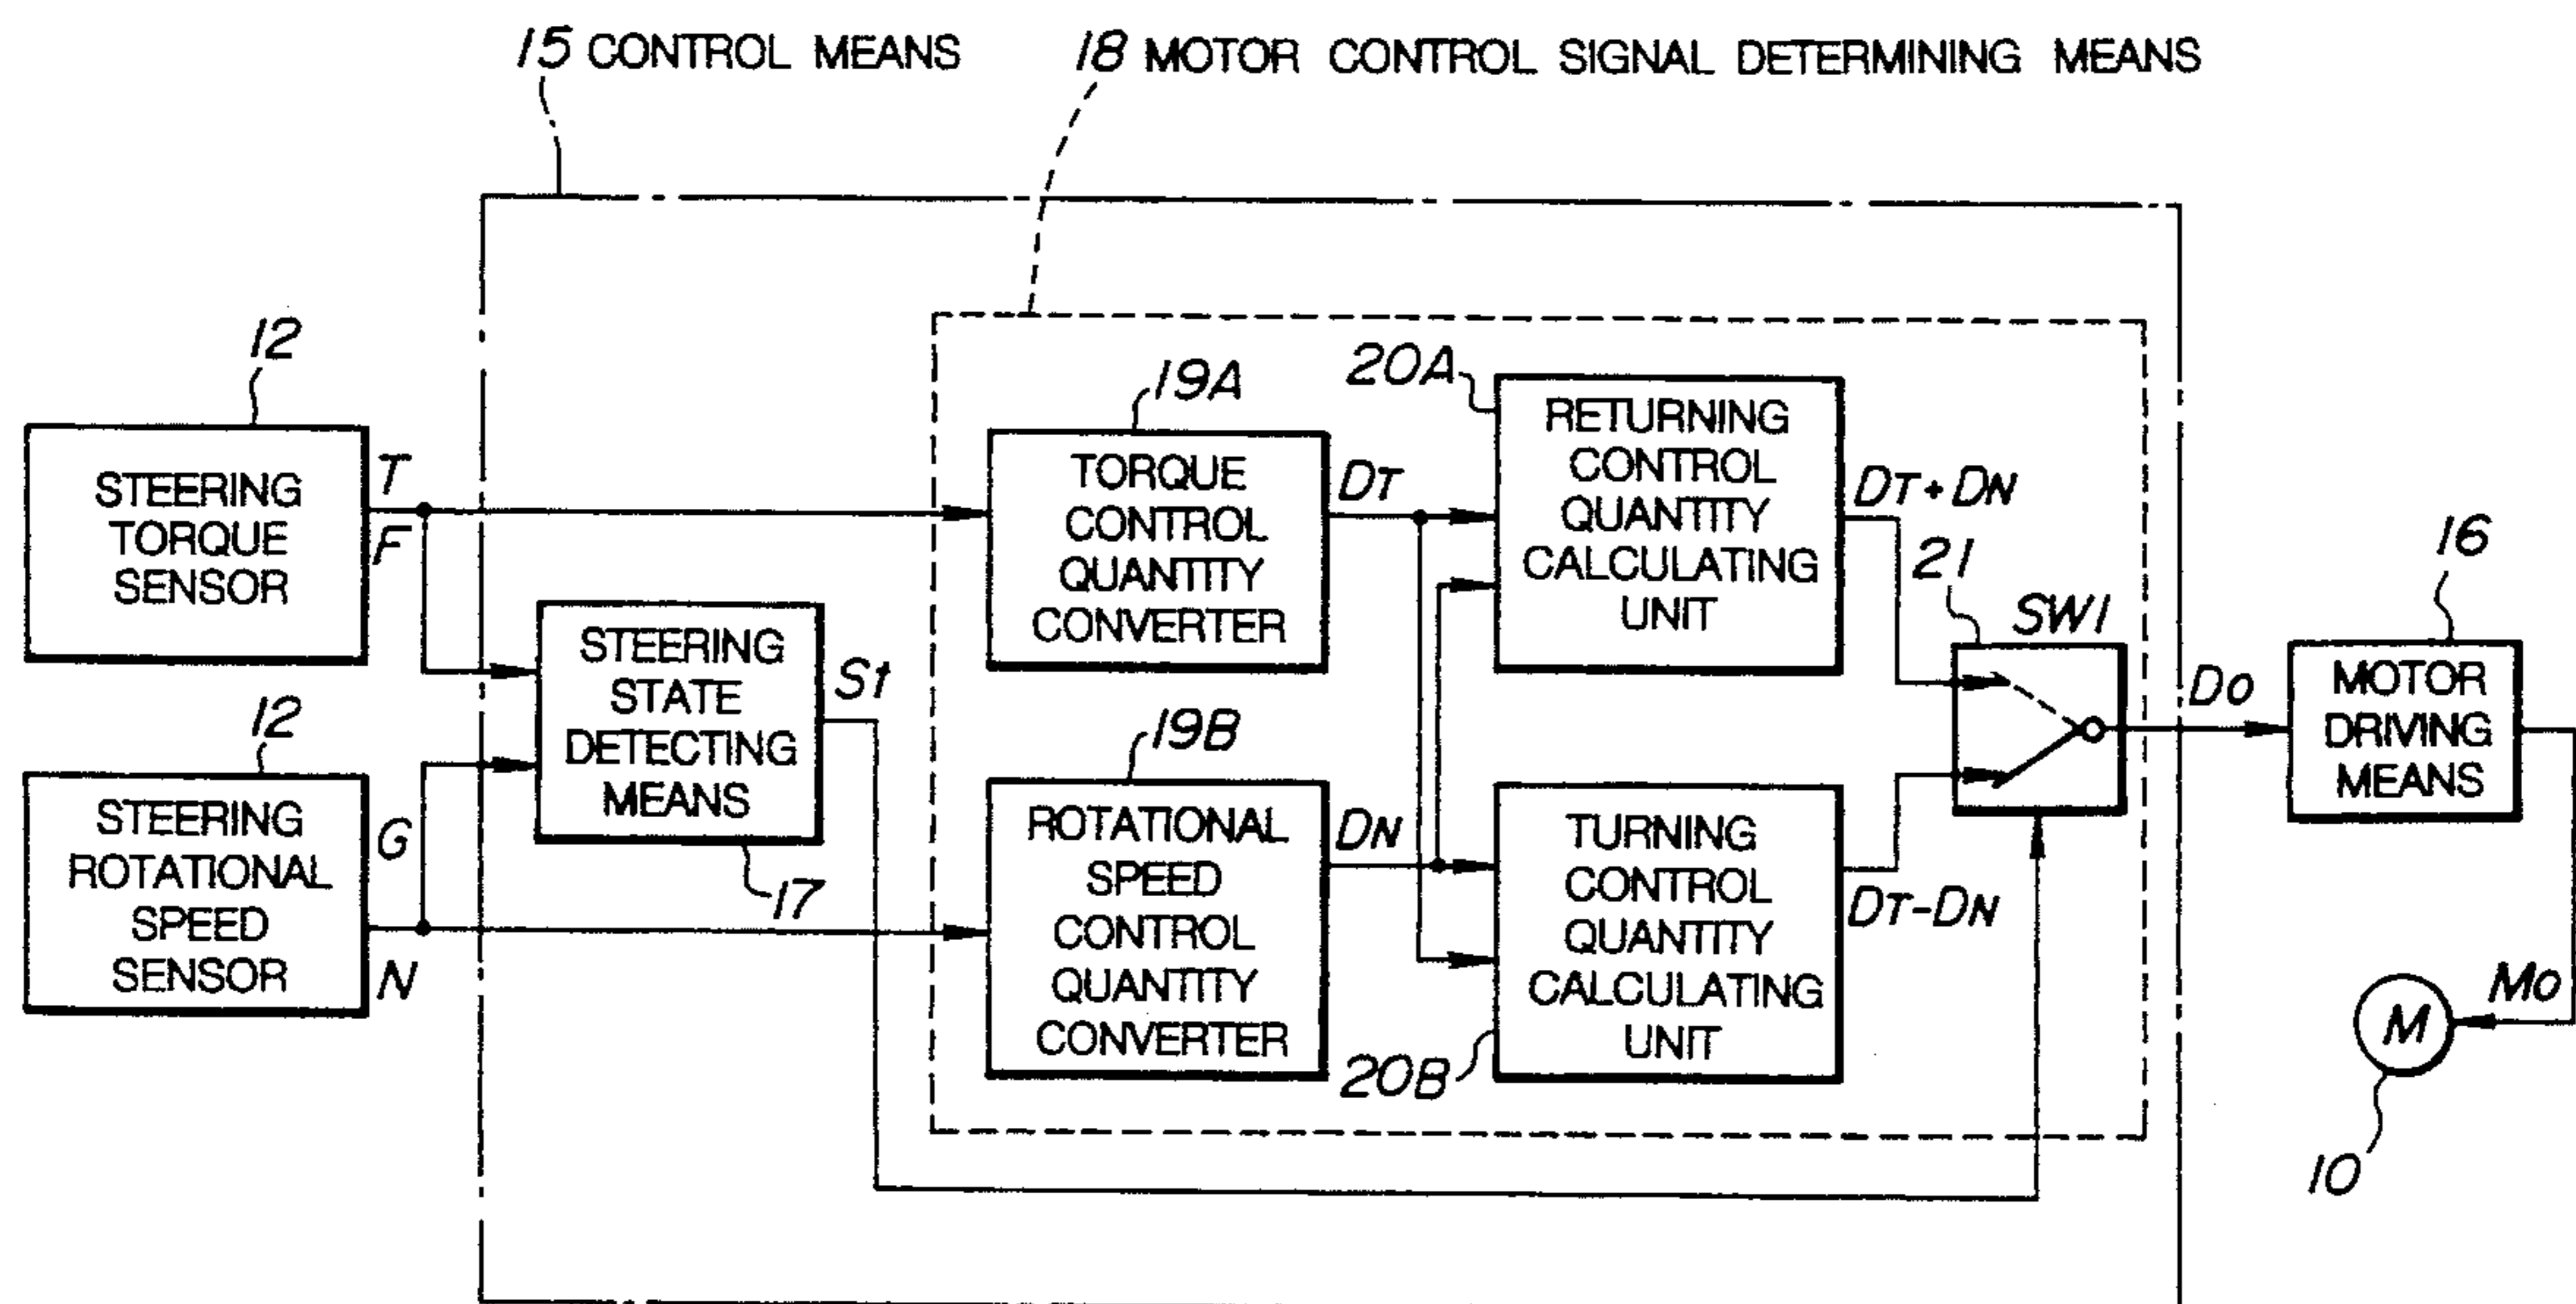 15 CONTROL MEANS
18 MOTOR CONTROL SIGNAL DETERMINING MEANS
12
STEERING
TORQUE
SENSOR
T
F
12
STEERING
ROTATIONAL
SPEED
SENSOR
G
N
STEERING
STATE
DETECTING
MEANS
17
St
19A
TORQUE
CONTROL
QUANTITY
CONVERTER
DT
19B
ROTATIONAL
SPEED
CONTROL
QUANTITY
CONVERTER
DN
20A
RETURNING
CONTROL
QUANTITY
CALCULATING
UNIT
DT+DN
20B
TURNING
CONTROL
QUANTITY
CALCULATING
UNIT
DT-DN
21
SW1
Do
16
MOTOR
DRIVING
MEANS
Mo
M
10